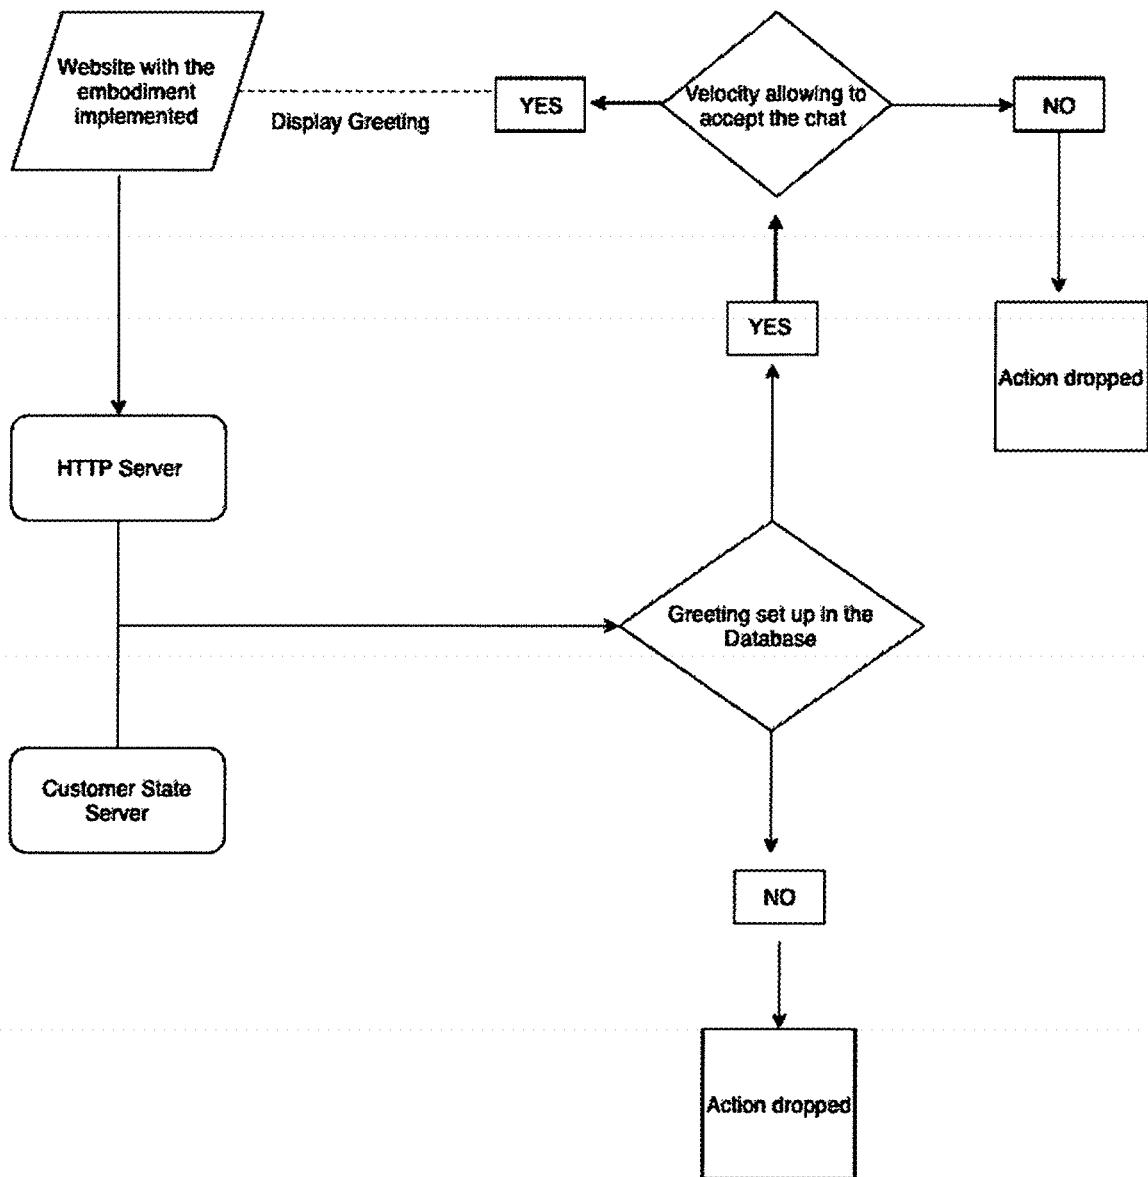 Website with the
embodiment
implemented
Display Greeting
YES
Velocity allowing to
accept the chat
NO
YES
Action dropped
HTTP Server
Greeting set up in the
Database
Customer State
Server
NO
Action dropped